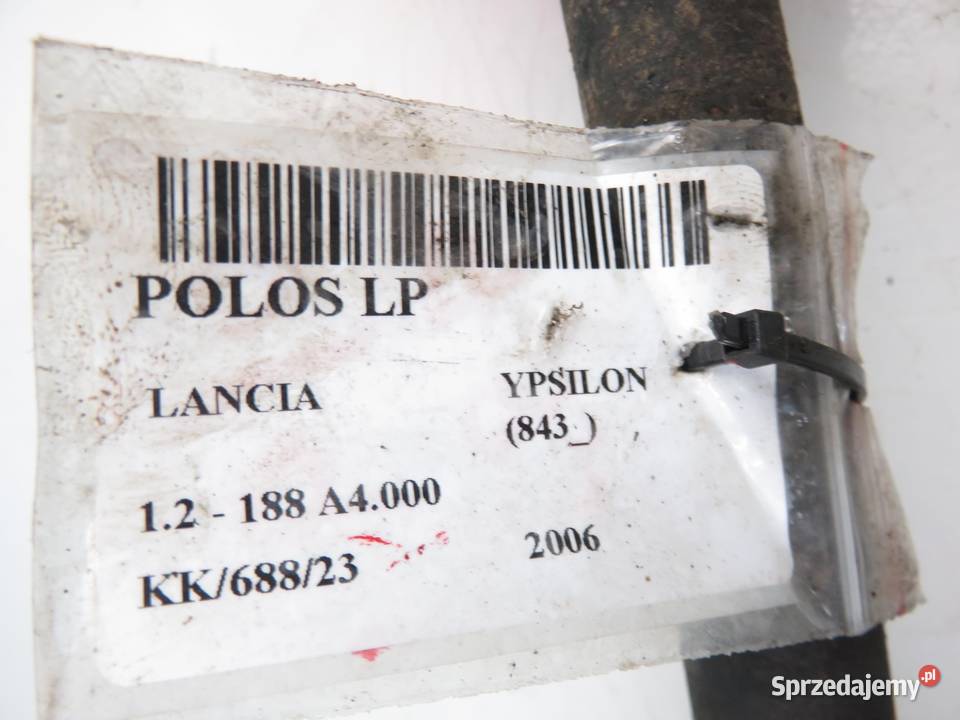 POLOS LP
LANCIA YPSILON
(843_)
1.2 - 188 A4.000
KK/688/23 2006
Sprzedajemy.pl